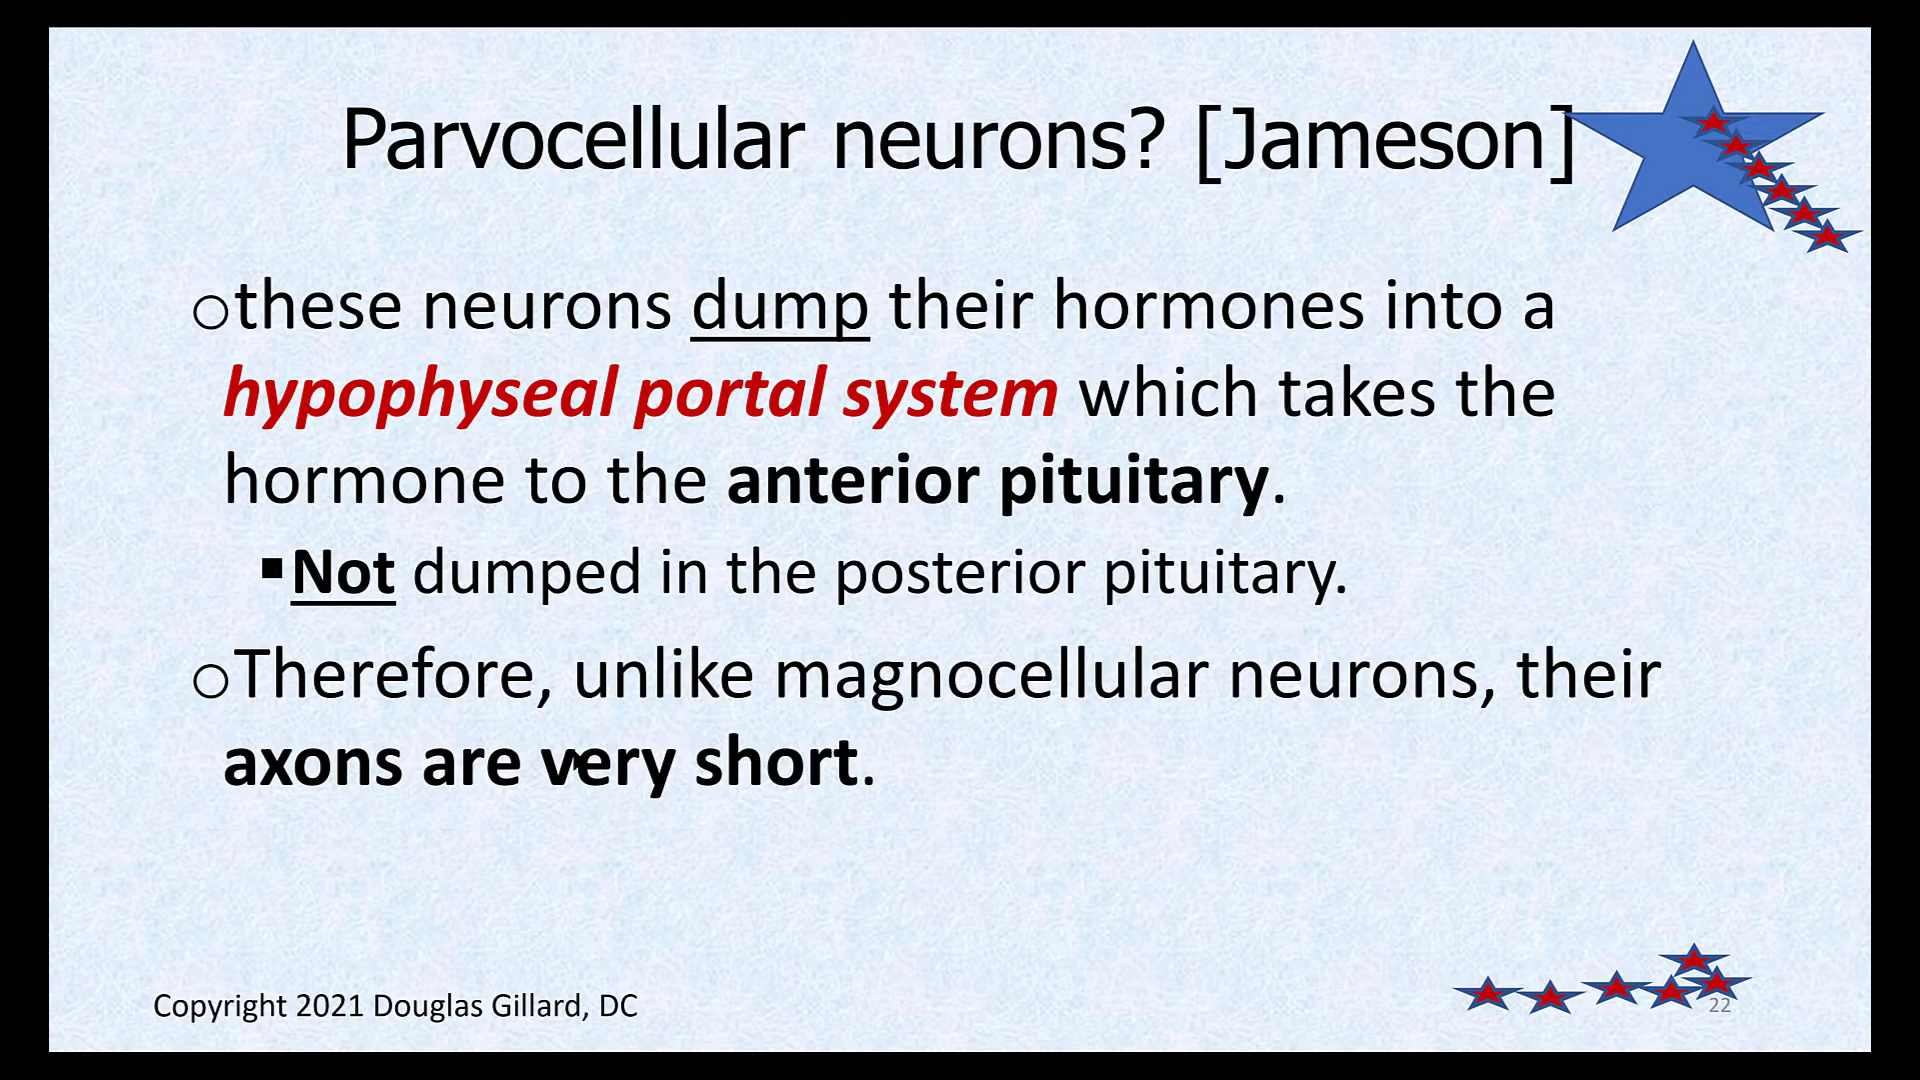 Parvocellular neurons? [Jameson]
these neurons dump their hormones into a
hypophyseal portal system which takes the
hormone to the anterior pituitary.
Not dumped in the posterior pituitary.
Therefore, unlike magnocellular neurons, their
axons are very short.
Copyright 2021 Douglas Gillard, DC
22